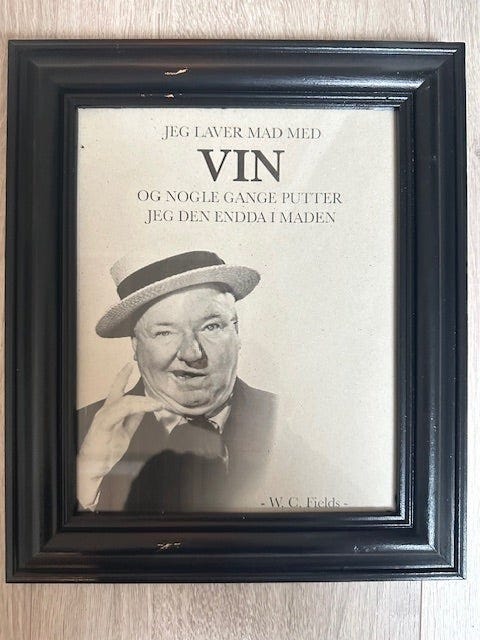 JEG LAVER MAD MED
VIN
OG NOGLE GANGE PUTTER
JEG DEN ENDDA I MADEN
- W. C. Fields -